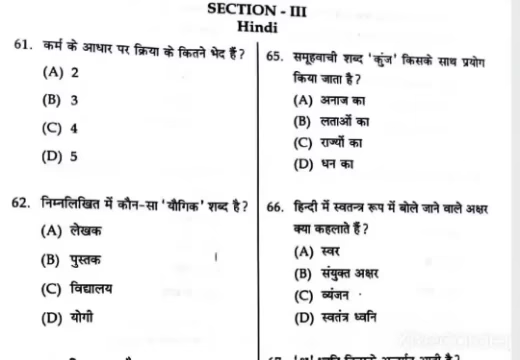 SECTION - III
Hindi
61. कर्म के आधार पर क्रिया के कितने भेद हैं ?
(A) 2
(B) 3
(C) 4
(D) 5
62. निम्नलिखित में कौन-सा 'यौगिक' शब्द है ?
(A) लेखक
(B) पुस्तक
(C) विद्यालय
(D) योगी
65. समूहवाची शब्द 'कुंज' किसके साथ प्रयोग
किया जाता है ?
(A) अनाज का
(B) लताओं का
(C) राज्यों का
(D) धन का
66. हिन्दी में स्वतन्त्र रूप में बोले जाने वाले अक्षर
क्या कहलाते हैं ?
(A) स्वर
(B) संयुक्त अक्षर
(C) व्यंजन
(D) स्वतंत्र ध्वनि